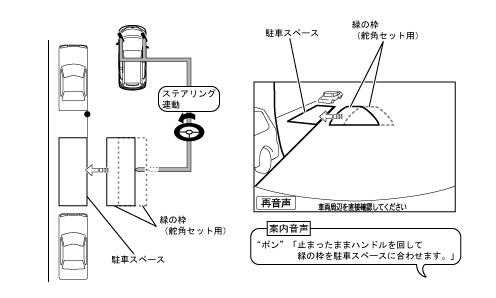 ステアリング
連動
緑の枠
(舵角セット用)
駐車スペース
駐車スペース
緑の枠
(舵角セット用)
再音声
車両周辺を直接確認してください
案内音声
“ポン”「止まったままハンドルを回して
緑の枠を駐車スペースに合わせます。」